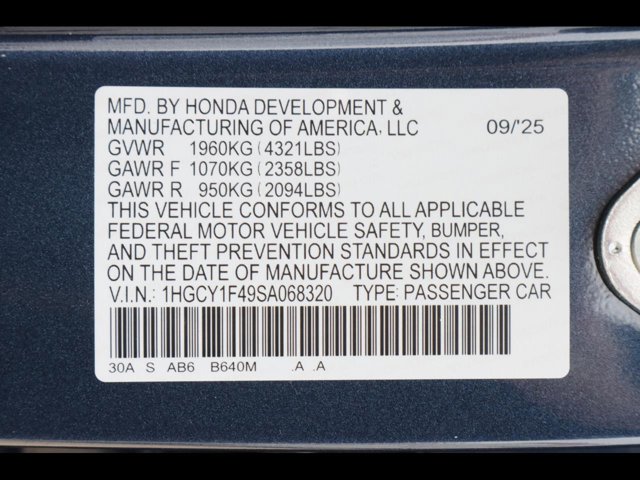 MFD. BY HONDA DEVELOPMENT &
MANUFACTURING OF AMERICA, LLC 09/'25
GVWR 1960KG (4321LBS)
GAWR F 1070KG (2358LBS)
GAWR R 950KG (2094LBS)
THIS VEHICLE CONFORMS TO ALL APPLICABLE
FEDERAL MOTOR VEHICLE SAFETY, BUMPER,
AND THEFT PREVENTION STANDARDS IN EFFECT
ON THE DATE OF MANUFACTURE SHOWN ABOVE.
V.I.N.: 1HGCY1F49SA068320 TYPE: PASSENGER CAR
30A S AB6 B640M .A .A